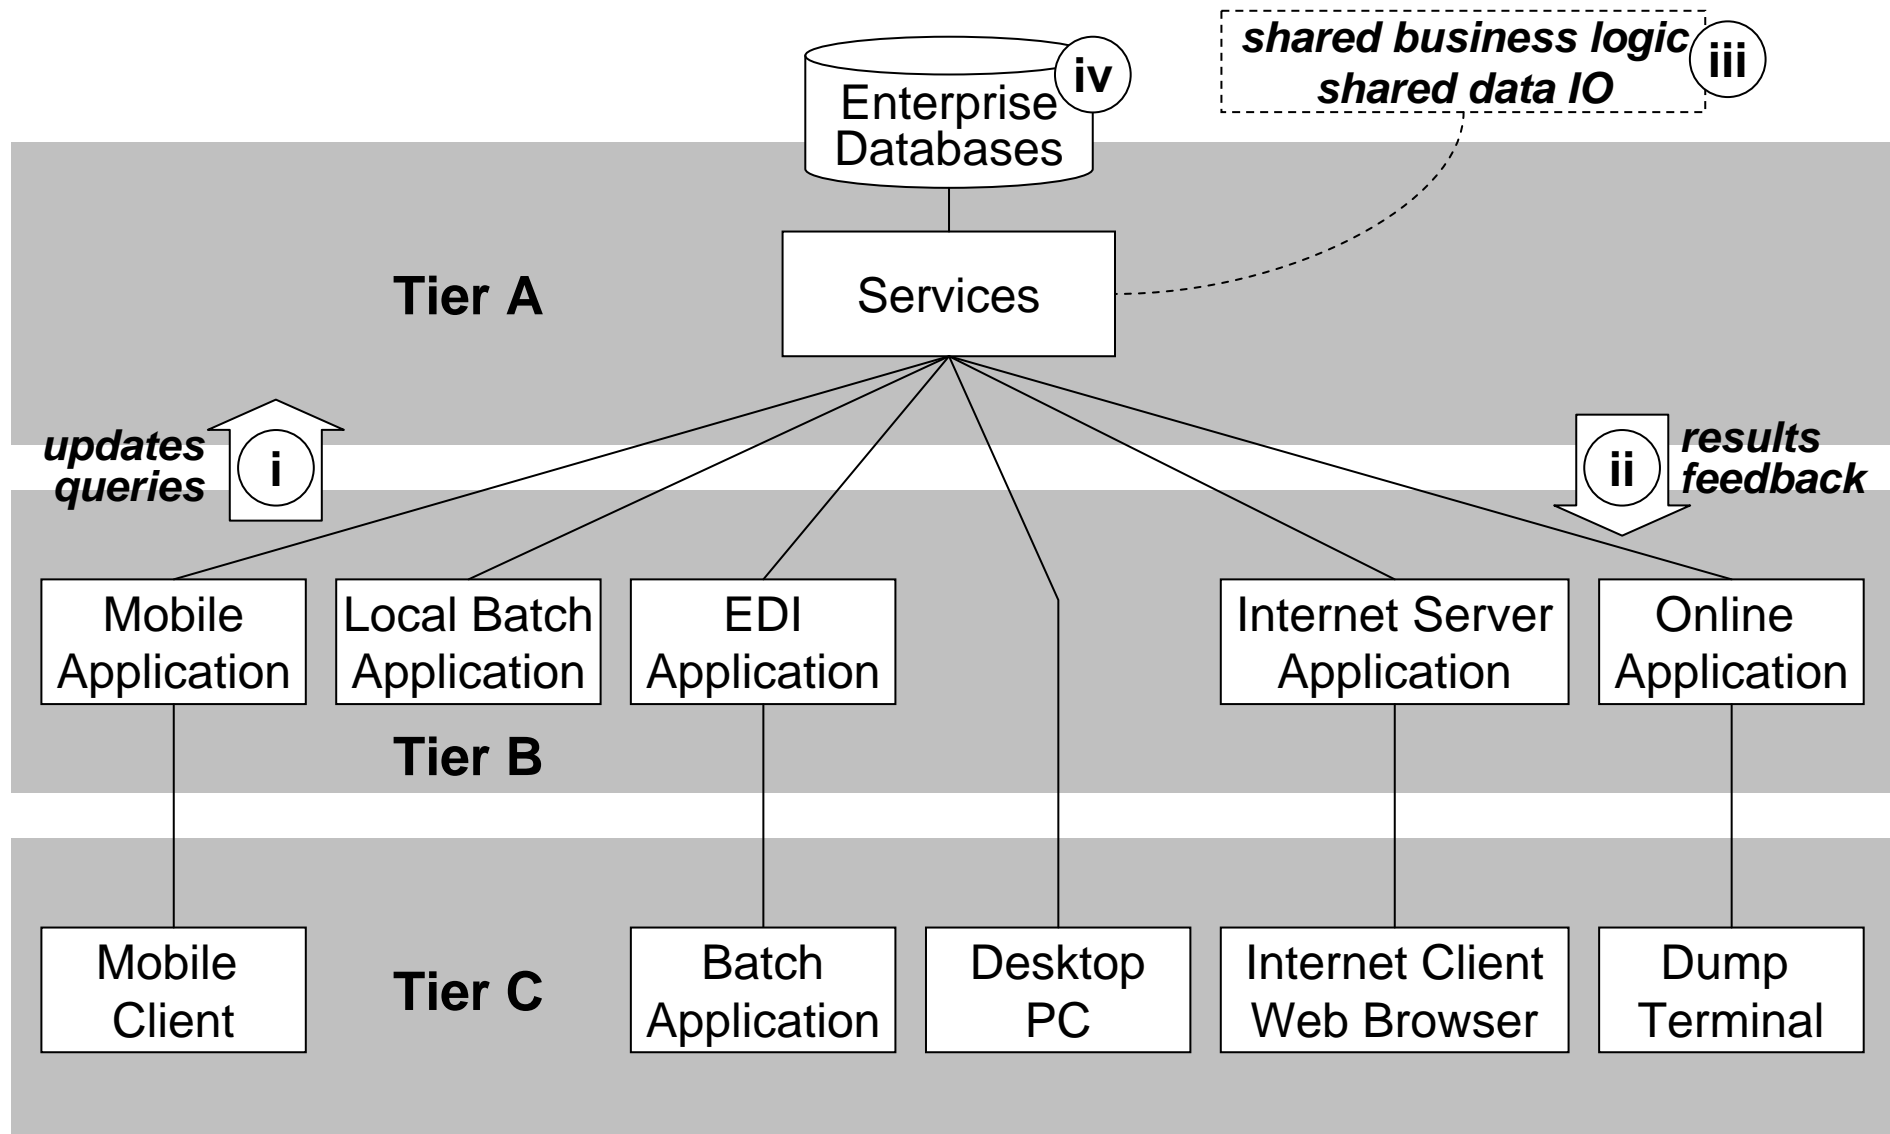 shared business logic
shared data IO
iii
iv
Enterprise
Databases
Tier A
Services
updates
queries
i
ii
results
feedback
Mobile
Application
Local Batch
Application
EDI
Application
Internet Server
Application
Online
Application
Tier B
Mobile
Client
Tier C
Batch
Application
Desktop
PC
Internet Client
Web Browser
Dump
Terminal